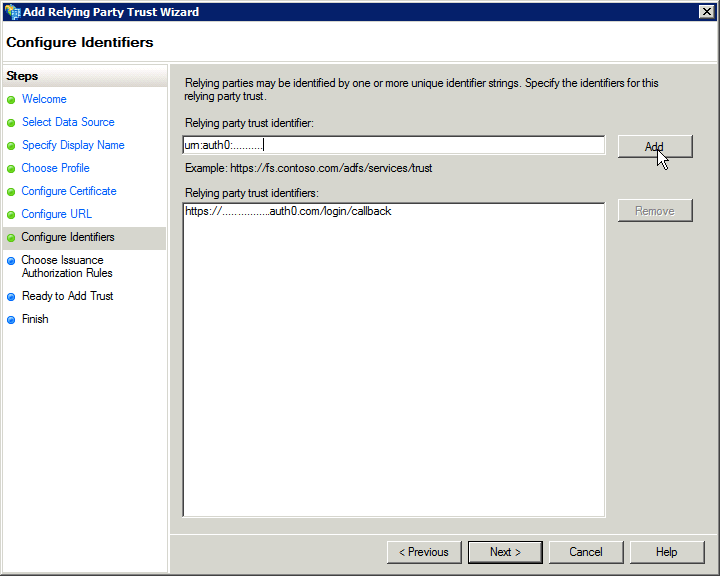 Add Relying Party Trust Wizard
Configure Identifiers
Steps
Welcome
Select Data Source
Specify Display Name
Choose Profile
Configure Certificate
Configure URL
Configure Identifiers
Choose Issuance
Authorization Rules
Ready to Add Trust
Finish
Relying parties may be identified by one or more unique identifier strings. Specify the identifiers for this
relying party trust.
Relying party trust identifier:
urn:auth0:..........
Add
Example: https://fs.contoso.com/adfs/services/trust
Relying party trust identifiers:
https://...............auth0.com/login/callback
Remove
< Previous
Next >
Cancel
Help